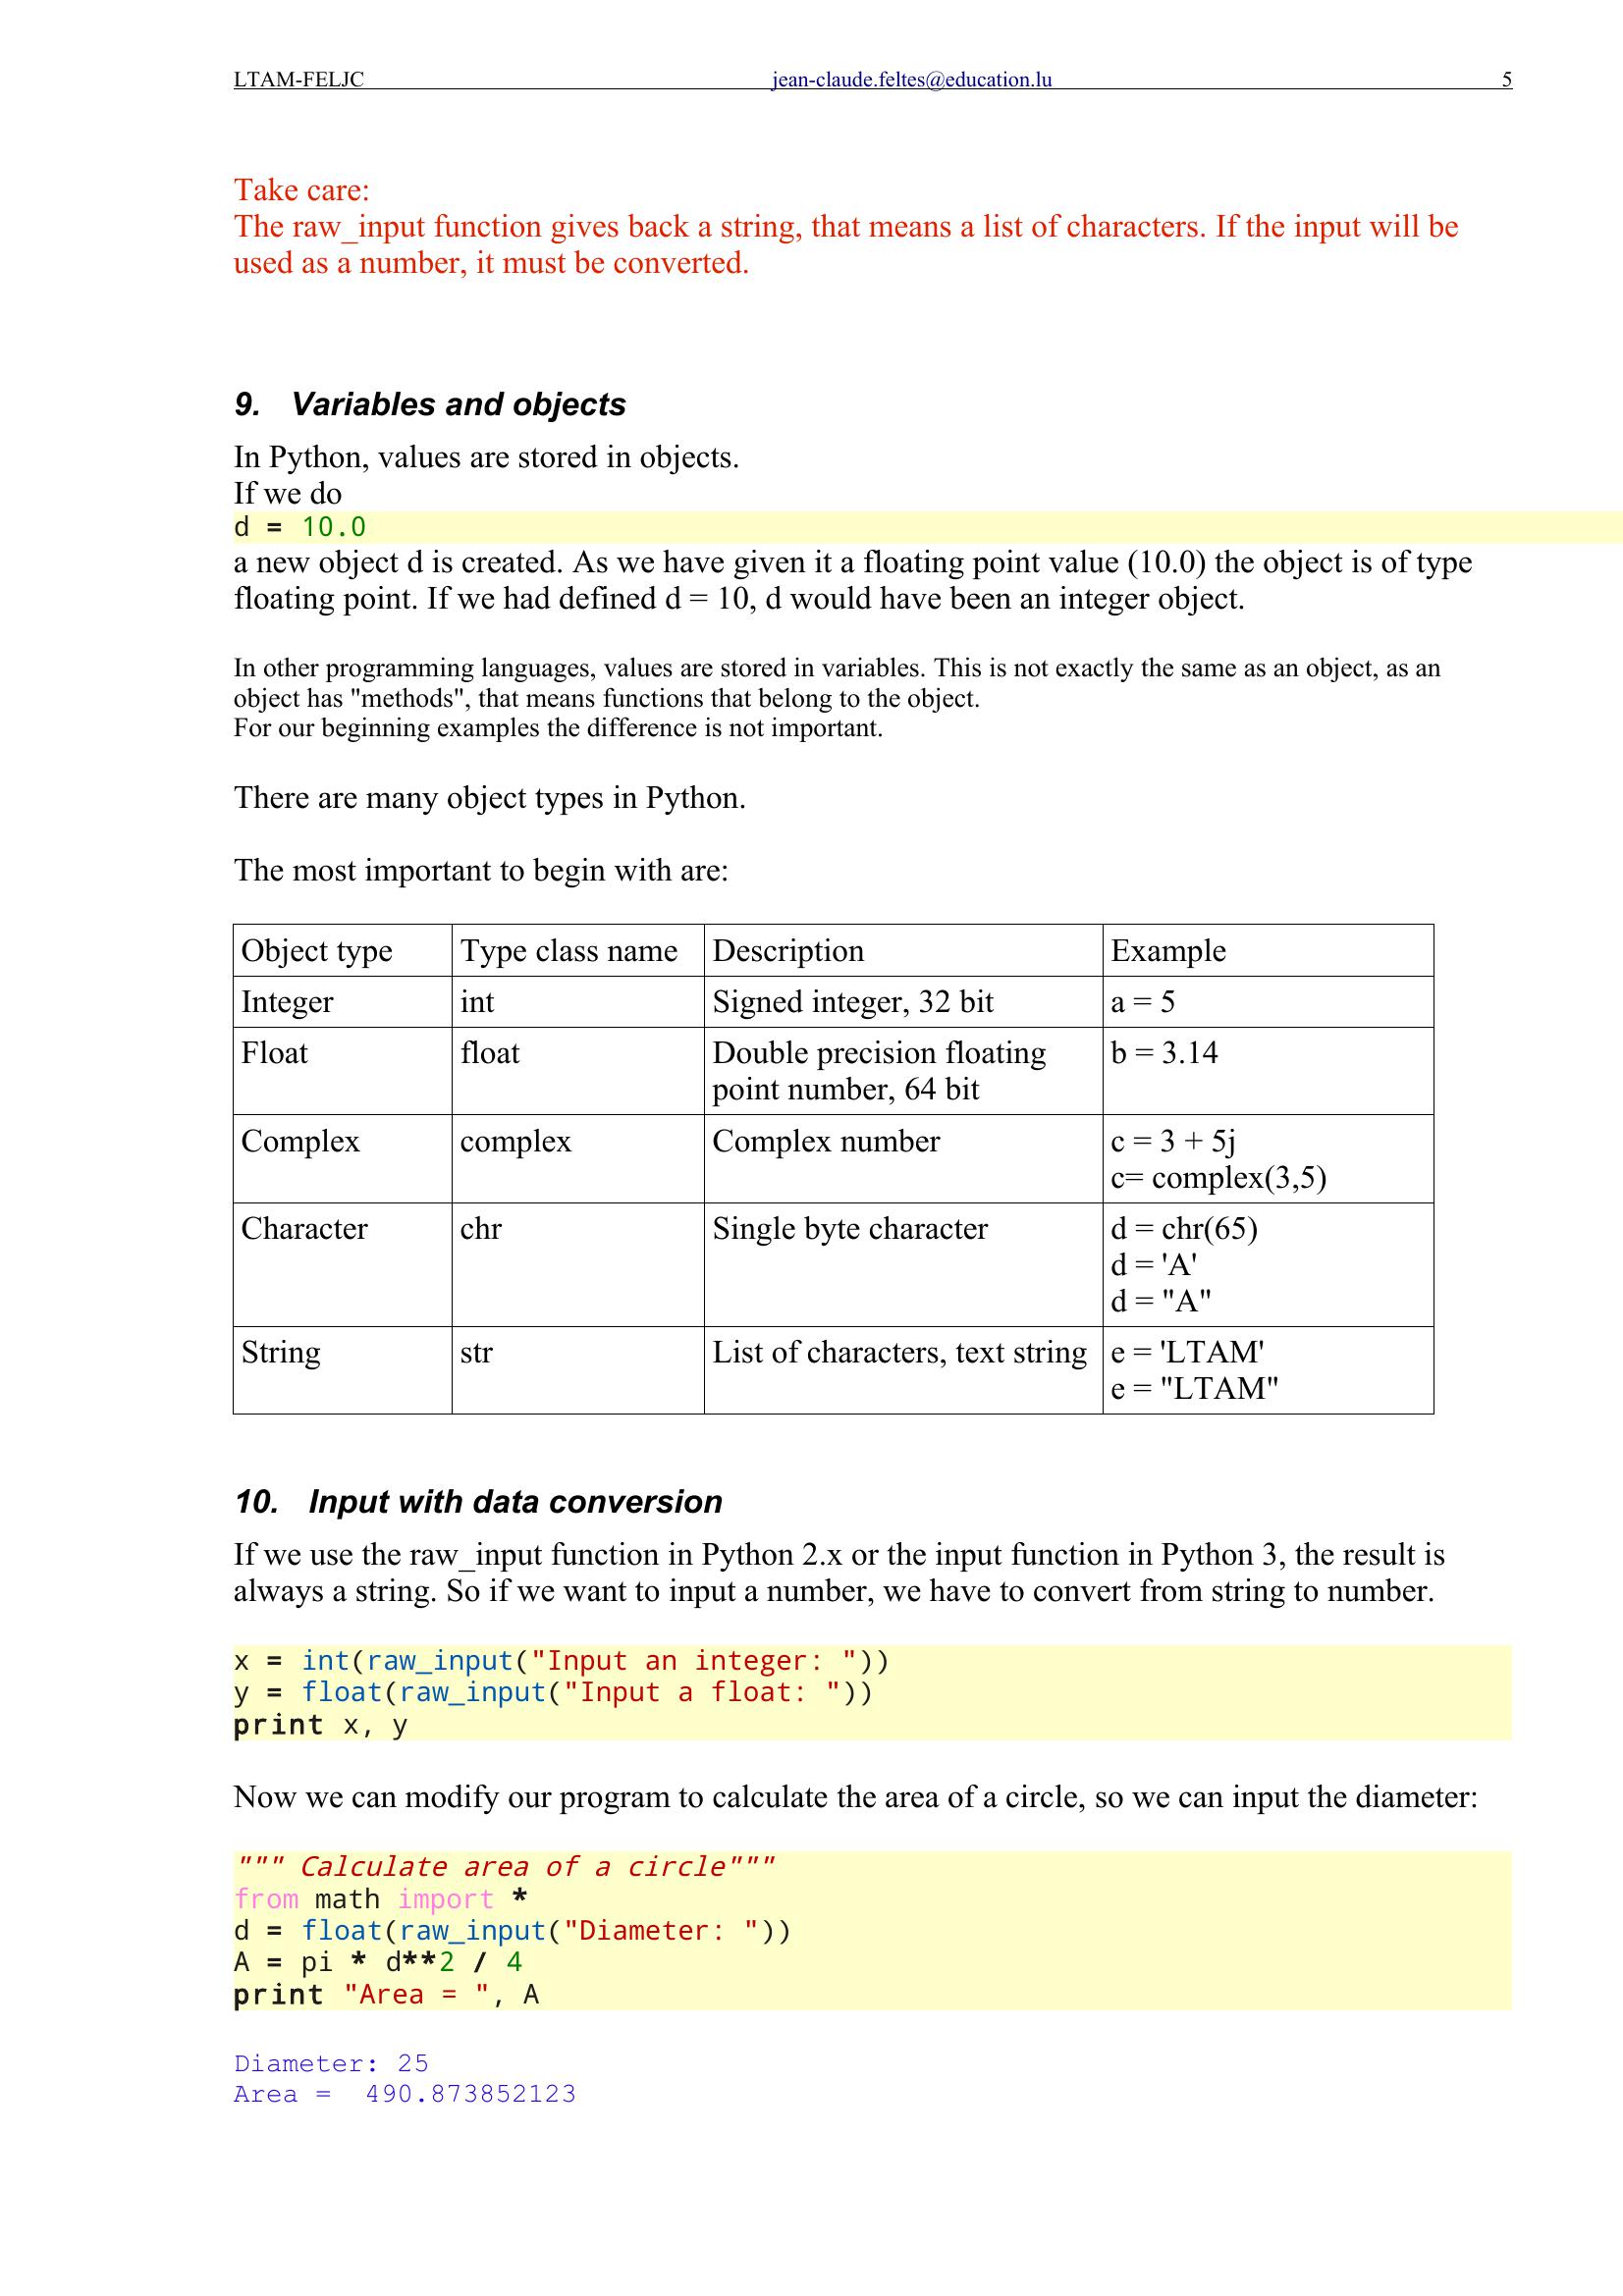 LTAM-FELJC jean-claude.feltes@education.lu 5
Take care:
The raw_input function gives back a string, that means a list of characters. If the input will be
used as a number, it must be converted.
9. Variables and objects
In Python, values are stored in objects.
If we do
d = 10.0
a new object d is created. As we have given it a floating point value (10.0) the object is of type
floating point. If we had defined d = 10, d would have been an integer object.
In other programming languages, values are stored in variables. This is not exactly the same as an object, as an
object has "methods", that means functions that belong to the object.
For our beginning examples the difference is not important.
There are many object types in Python.
The most important to begin with are:
Object type Type class name Description Example
Integer int Signed integer, 32 bit a = 5
Float float Double precision floating b = 3.14
point number, 64 bit
Complex complex Complex number c = 3 + 5j
c= complex(3,5)
Character chr Single byte character d = chr(65)
d = 'A'
d = "A"
String str List of characters, text string e = 'LTAM'
e = "LTAM"
10. Input with data conversion
If we use the raw_input function in Python 2.x or the input function in Python 3, the result is
always a string. So if we want to input a number, we have to convert from string to number.
x = int(raw_input("Input an integer: "))
y = float(raw_input("Input a float: "))
print x, y
Now we can modify our program to calculate the area of a circle, so we can input the diameter:
""" Calculate area of a circle"""
from math import *
d = float(raw_input("Diameter: "))
A = pi * d**2 / 4
print "Area = ", A
Diameter: 25
Area =  490.873852123